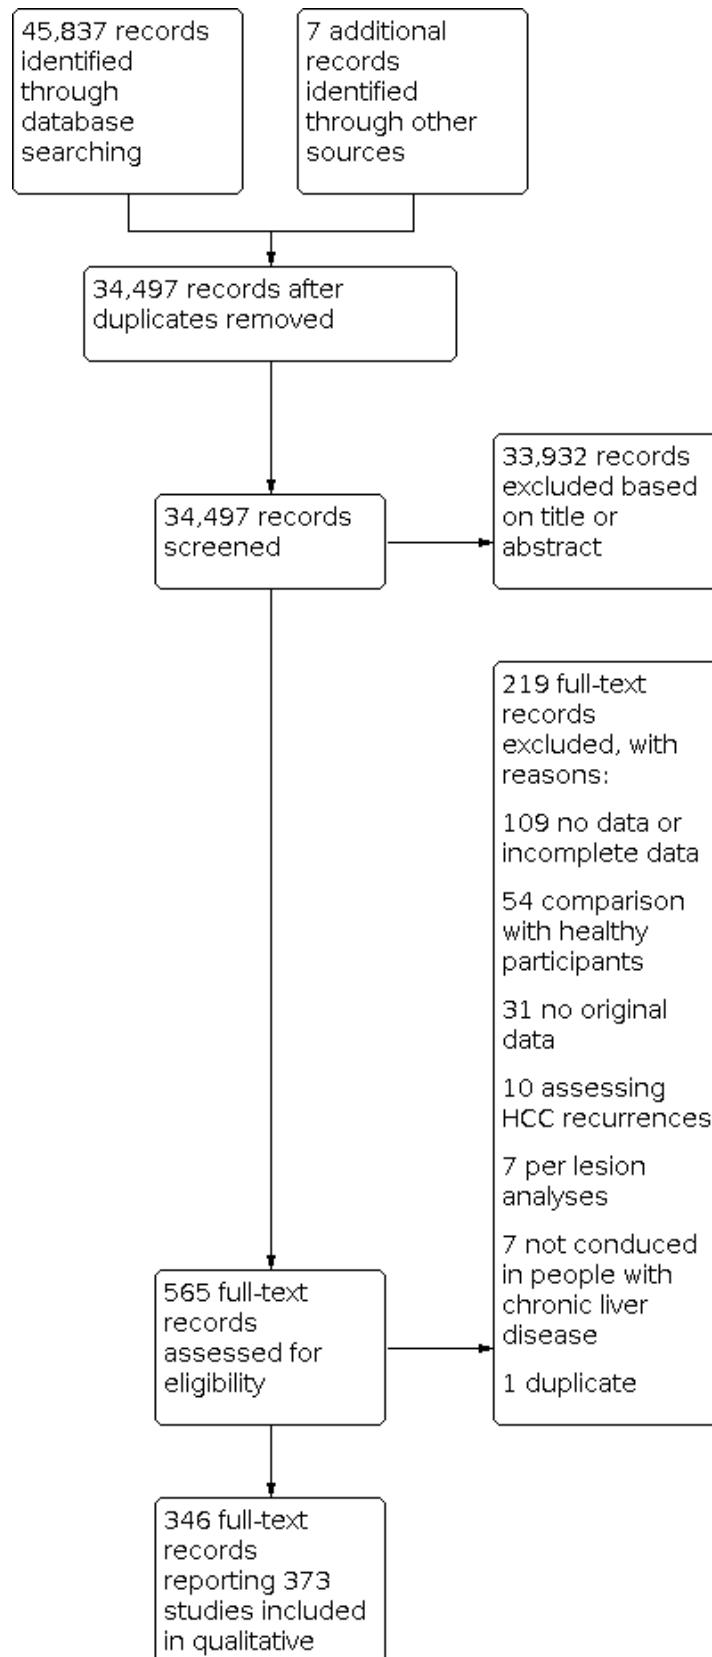 45,837 records
identified
through
database
searching
7 additional
records
identified
through other
sources
34,497 records after
duplicates removed
34,497 records
screened
33,932 records
excluded based
on title or
abstract
219 full-text
records
excluded, with
reasons:
109 no data or
incomplete data
54 comparison
with healthy
participants
31 no original
data
10 assessing
HCC recurrences
7 per lesion
analyses
7 not conduced
in people with
chronic liver
disease
1 duplicate
565 full-text
records
assessed for
eligibility
346 full-text
records
reporting 373
studies included
in qualitative